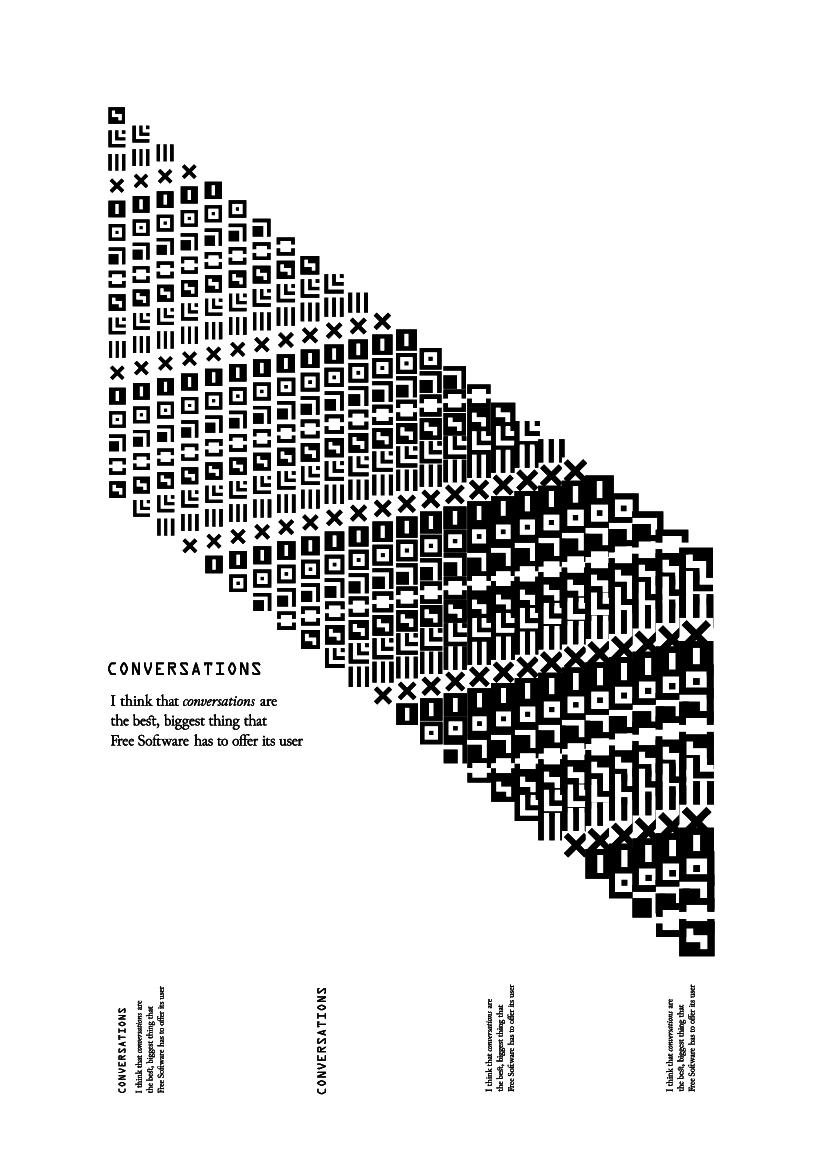 CONVERSATIONS
I think that conversations are
the best, biggest thing that
Free Software has to offer its user
CONVERSATIONS
I think that conversations are
the best, biggest thing that
Free Software has to offer its user
CONVERSATIONS
I think that conversations are
the best, biggest thing that
Free Software has to offer its user
I think that conversations are
the best, biggest thing that
Free Software has to offer its user